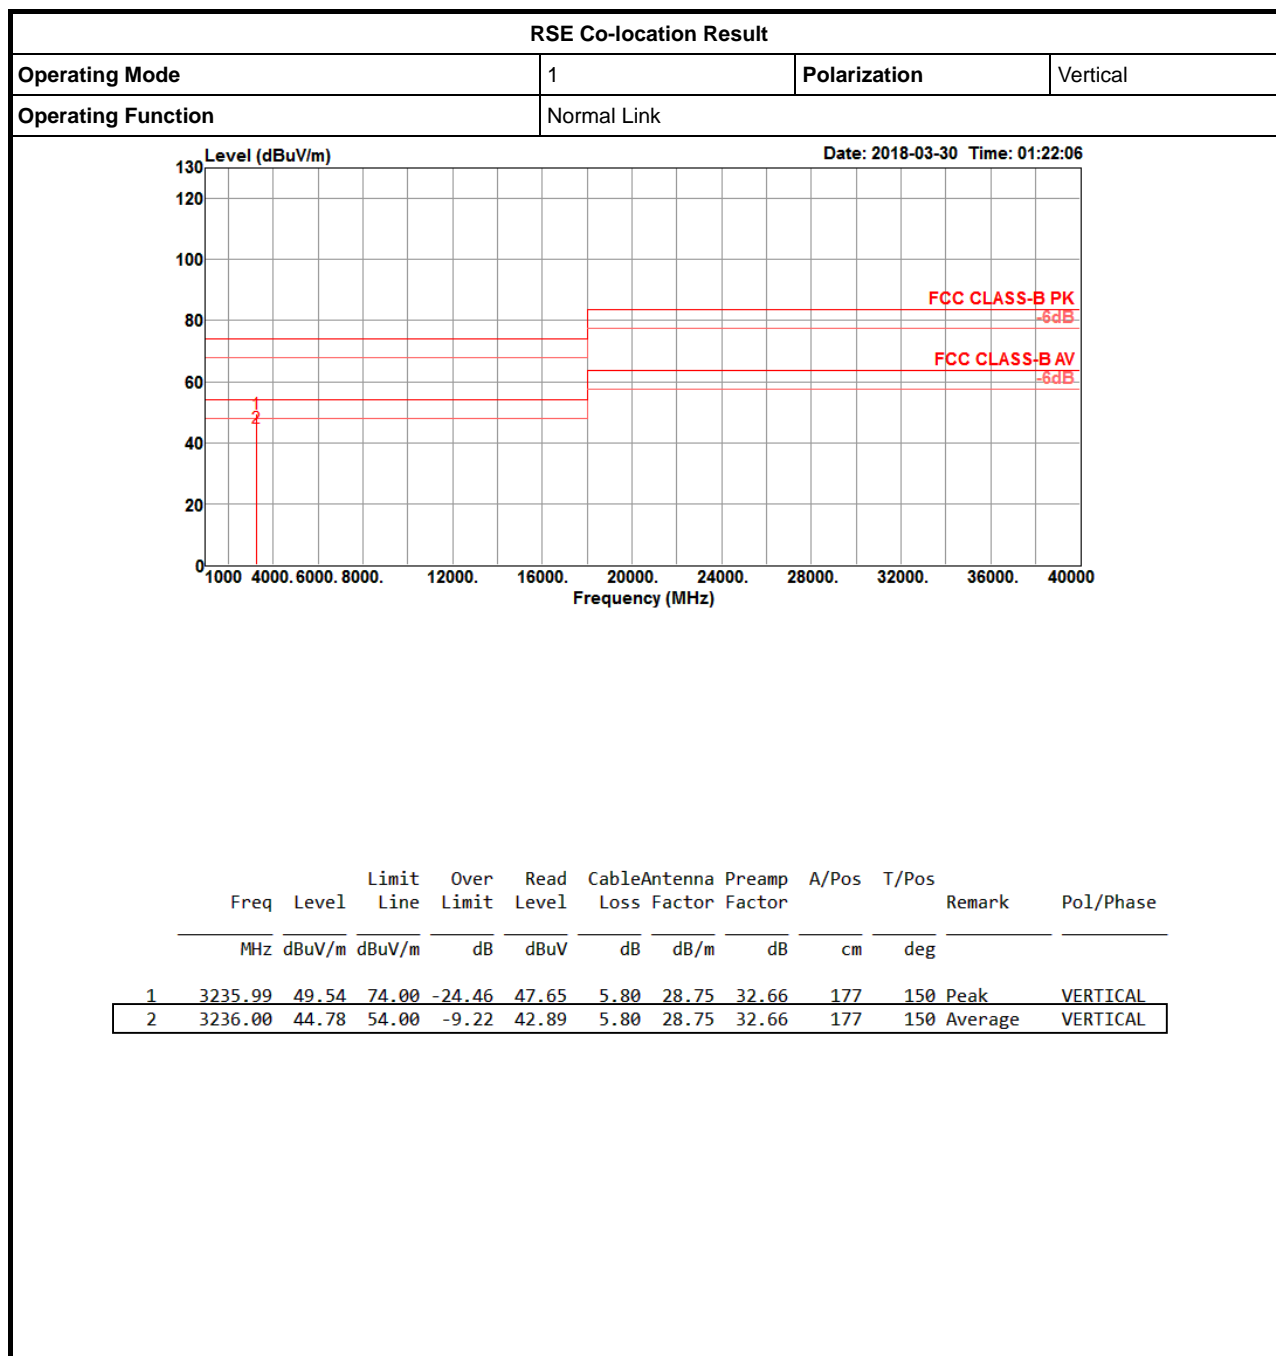 RSE Co-location Result
Operating Mode 1 Polarization Vertical
Operating Function Normal Link
Level (dBuV/m) Date: 2018-03-30 Time: 01:22:06
130
120
100
FCC CLASS-B PK
80 -6dB
FCC CLASS-B AV
60 -6dB
1
2
40
20
0
1000 4000. 6000. 8000. 12000. 16000. 20000. 24000. 28000. 32000. 36000. 40000
Frequency (MHz)
Limit Over Read CableAntenna Preamp A/Pos T/Pos
Freq Level Line Limit Level Loss Factor Factor Remark Pol/Phase
MHz dBuV/m dBuV/m dB dBuV dB dB/m dB cm deg
1 3235.99 49.54 74.00 -24.46 47.65 5.80 28.75 32.66 177 150 Peak VERTICAL
2 3236.00 44.78 54.00 -9.22 42.89 5.80 28.75 32.66 177 150 Average VERTICAL